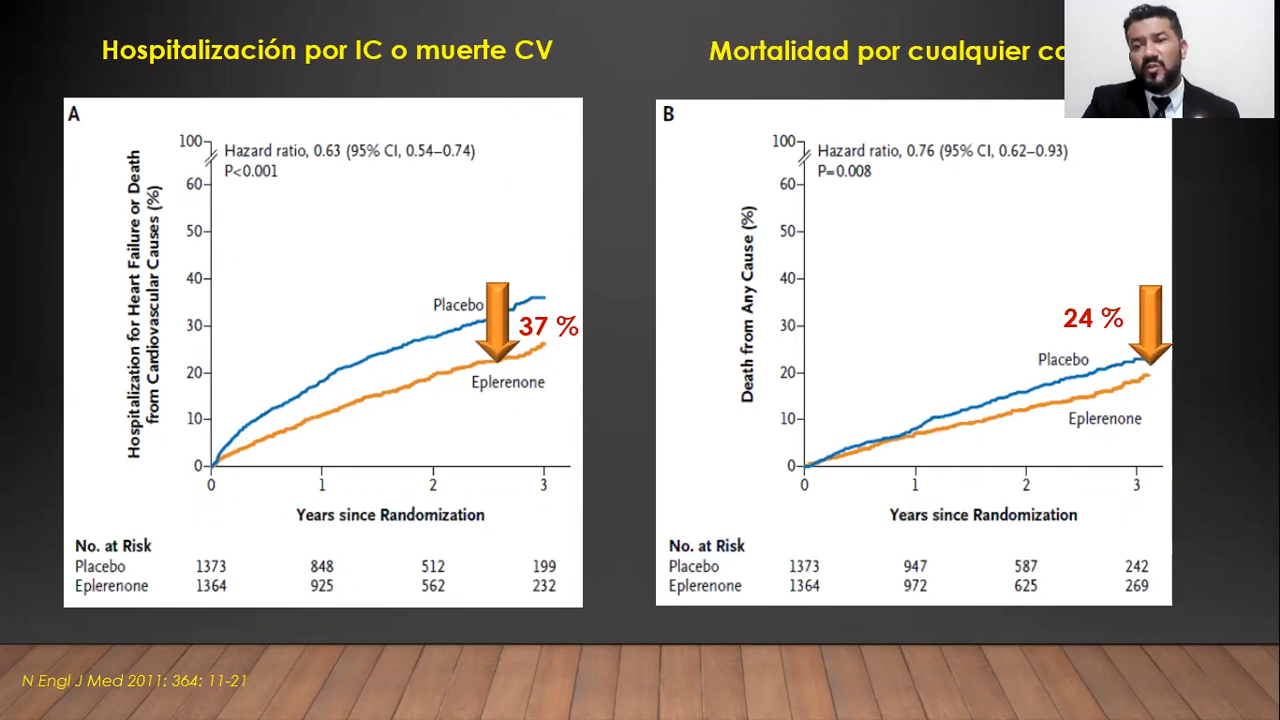 Hospitalización por IC o muerte CV
Mortalidad por cualquier
A
Hospitalization for Heart Failure or Death
from Cardiovascular Causes (%)
100
60
50
40
30
20
10
0
Hazard ratio, 0.63 (95% CI, 0.54–0.74)
P<0.001
Placebo
37 %
Eplerenone
0 1 2 3
Years since Randomization
No. at Risk
Placebo 1373 848 512 199
Eplerenone 1364 925 562 232
B
Death from Any Cause (%)
100
60
50
40
30
20
10
0
Hazard ratio, 0.76 (95% CI, 0.62–0.93)
P=0.008
24 %
Placebo
Eplerenone
0 1 2 3
Years since Randomization
No. at Risk
Placebo 1373 947 587 242
Eplerenone 1364 972 625 269
N Engl J Med 2011: 364: 11-21